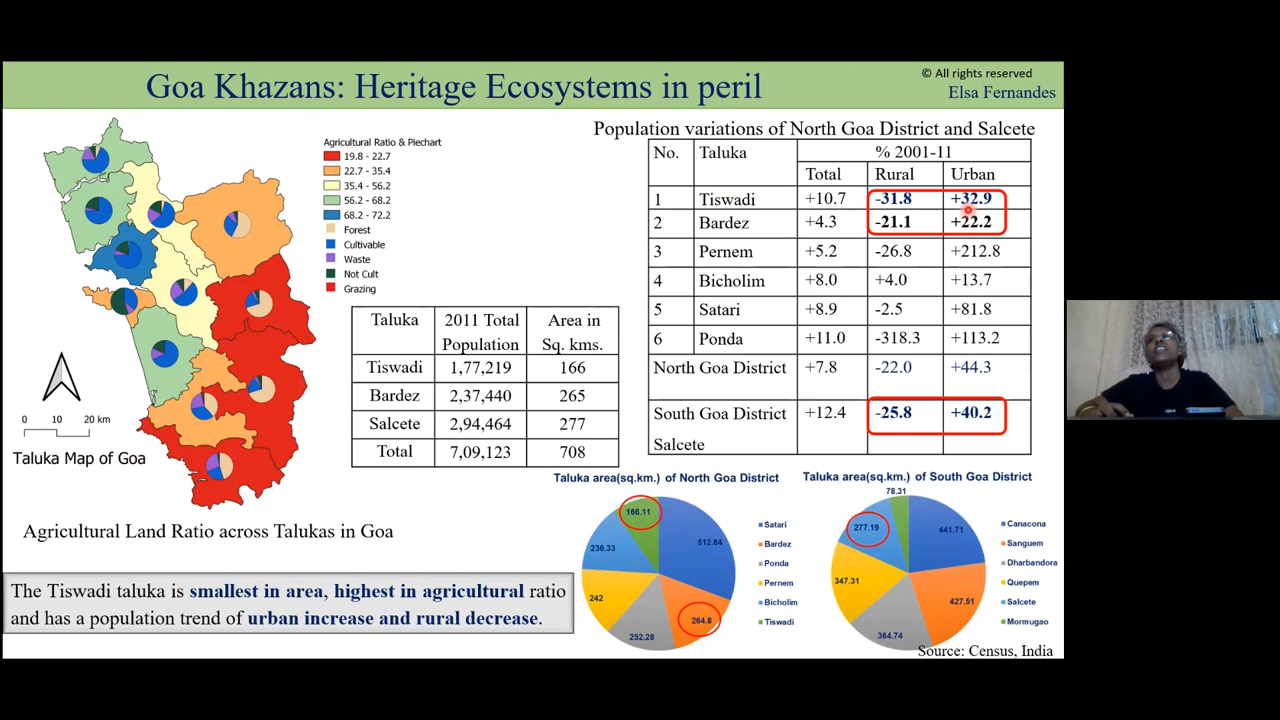 Goa Khazans: Heritage Ecosystems in peril
© All rights reserved
Elsa Fernandes
Agricultural Ratio & Piechart
19.8 - 22.7
22.7 - 35.4
35.4 - 56.2
56.2 - 68.2
68.2 - 72.2
Forest
Cultivable
Waste
Not Cult
Grazing
0 10 20 km
Taluka Map of Goa
Agricultural Land Ratio across Talukas in Goa
Taluka 2011 Total Population Area in Sq. kms.
Tiswadi 1,77,219 166
Bardez 2,37,440 265
Salcete 2,94,464 277
Total 7,09,123 708
Population variations of North Goa District and Salcete
No. Taluka % 2001-11
Total Rural Urban
1 Tiswadi +10.7 -31.8 +32.9
2 Bardez +4.3 -21.1 +22.2
3 Pernem +5.2 -26.8 +212.8
4 Bicholim +8.0 +4.0 +13.7
5 Satari +8.9 -2.5 +81.8
6 Ponda +11.0 -318.3 +113.2
North Goa District +7.8 -22.0 +44.3
South Goa District +12.4 -25.8 +40.2
Salcete
The Tiswadi taluka is smallest in area, highest in agricultural ratio
and has a population trend of urban increase and rural decrease.
Taluka area(sq.km.) of North Goa District
166.11
512.84
236.33
242
264.8
252.28
Satari
Bardez
Ponda
Pernem
Bicholim
Tiswadi
Taluka area(sq.km.) of South Goa District
78.31
277.19
441.71
347.31
427.51
364.74
Canacona
Sanguem
Dharbandora
Quepem
Salcete
Mormugao
Source: Census, India